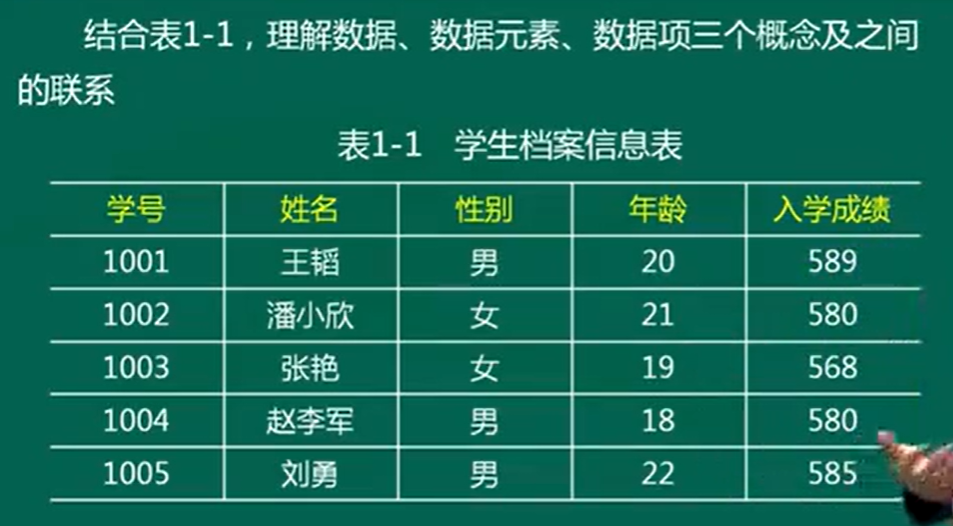 结合表1-1，理解数据、数据元素、数据项三个概念及之间
的联系
表1-1 学生档案信息表
学号 姓名 性别 年龄 入学成绩
1001 王韬 男 20 589
1002 潘小欣 女 21 580
1003 张艳 女 19 568
1004 赵李军 男 18 580
1005 刘勇 男 22 585